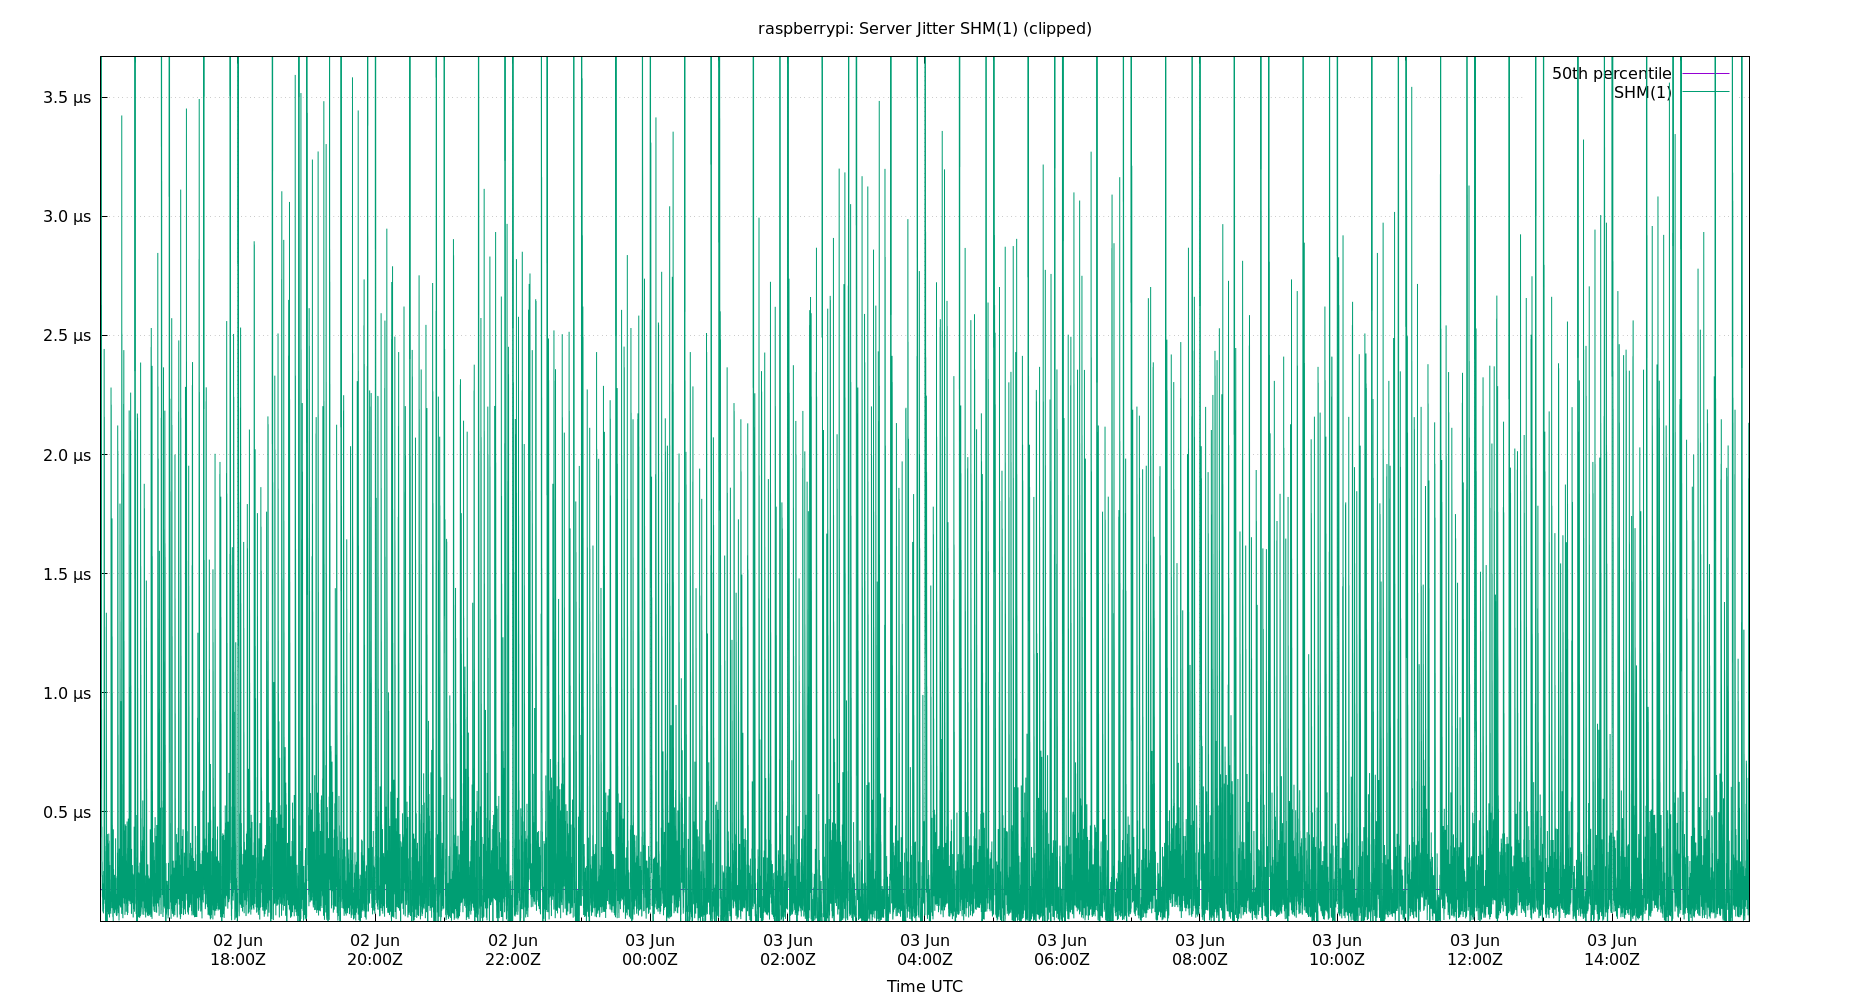 raspberrypi: Server Jitter SHM(1) (clipped)
50th percentile
SHM(1)
3.5 µs
3.0 µs
2.5 µs
2.0 µs
1.5 µs
1.0 µs
0.5 µs
02 Jun 02 Jun 02 Jun 03 Jun 03 Jun 03 Jun 03 Jun 03 Jun 03 Jun 03 Jun 03 Jun
18:00Z 20:00Z 22:00Z 00:00Z 02:00Z 04:00Z 06:00Z 08:00Z 10:00Z 12:00Z 14:00Z
Time UTC